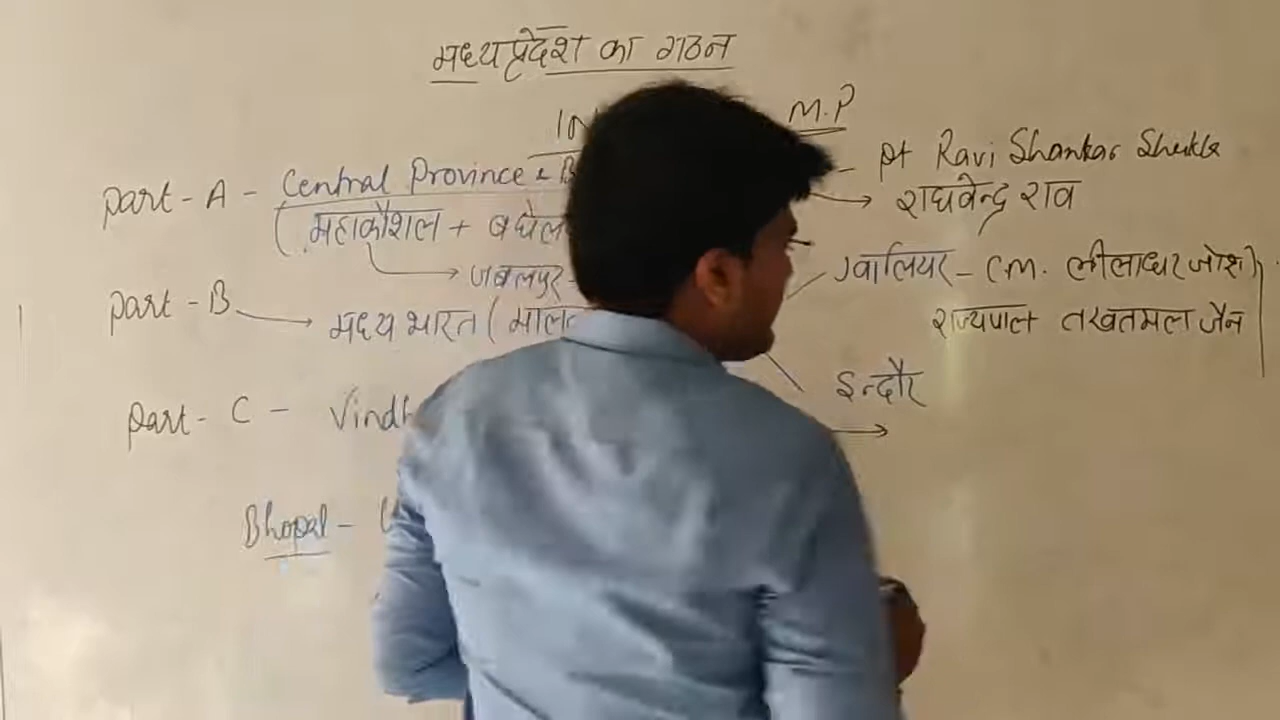 मध्यप्रदेश का गठन
IN
M.P
Part-A - Central Province & B
Pt Ravi Shankar Shukla
(महाकौशल + बघेल
राघवेन्द्र राव
जबलपुर
ग्वालियर - CM. लीलाधर जोशी
Part-B
मध्य भारत (माल
राज्यपाल तखतमल जैन
इन्दौर
Part-C - Vindh
Bhopal -